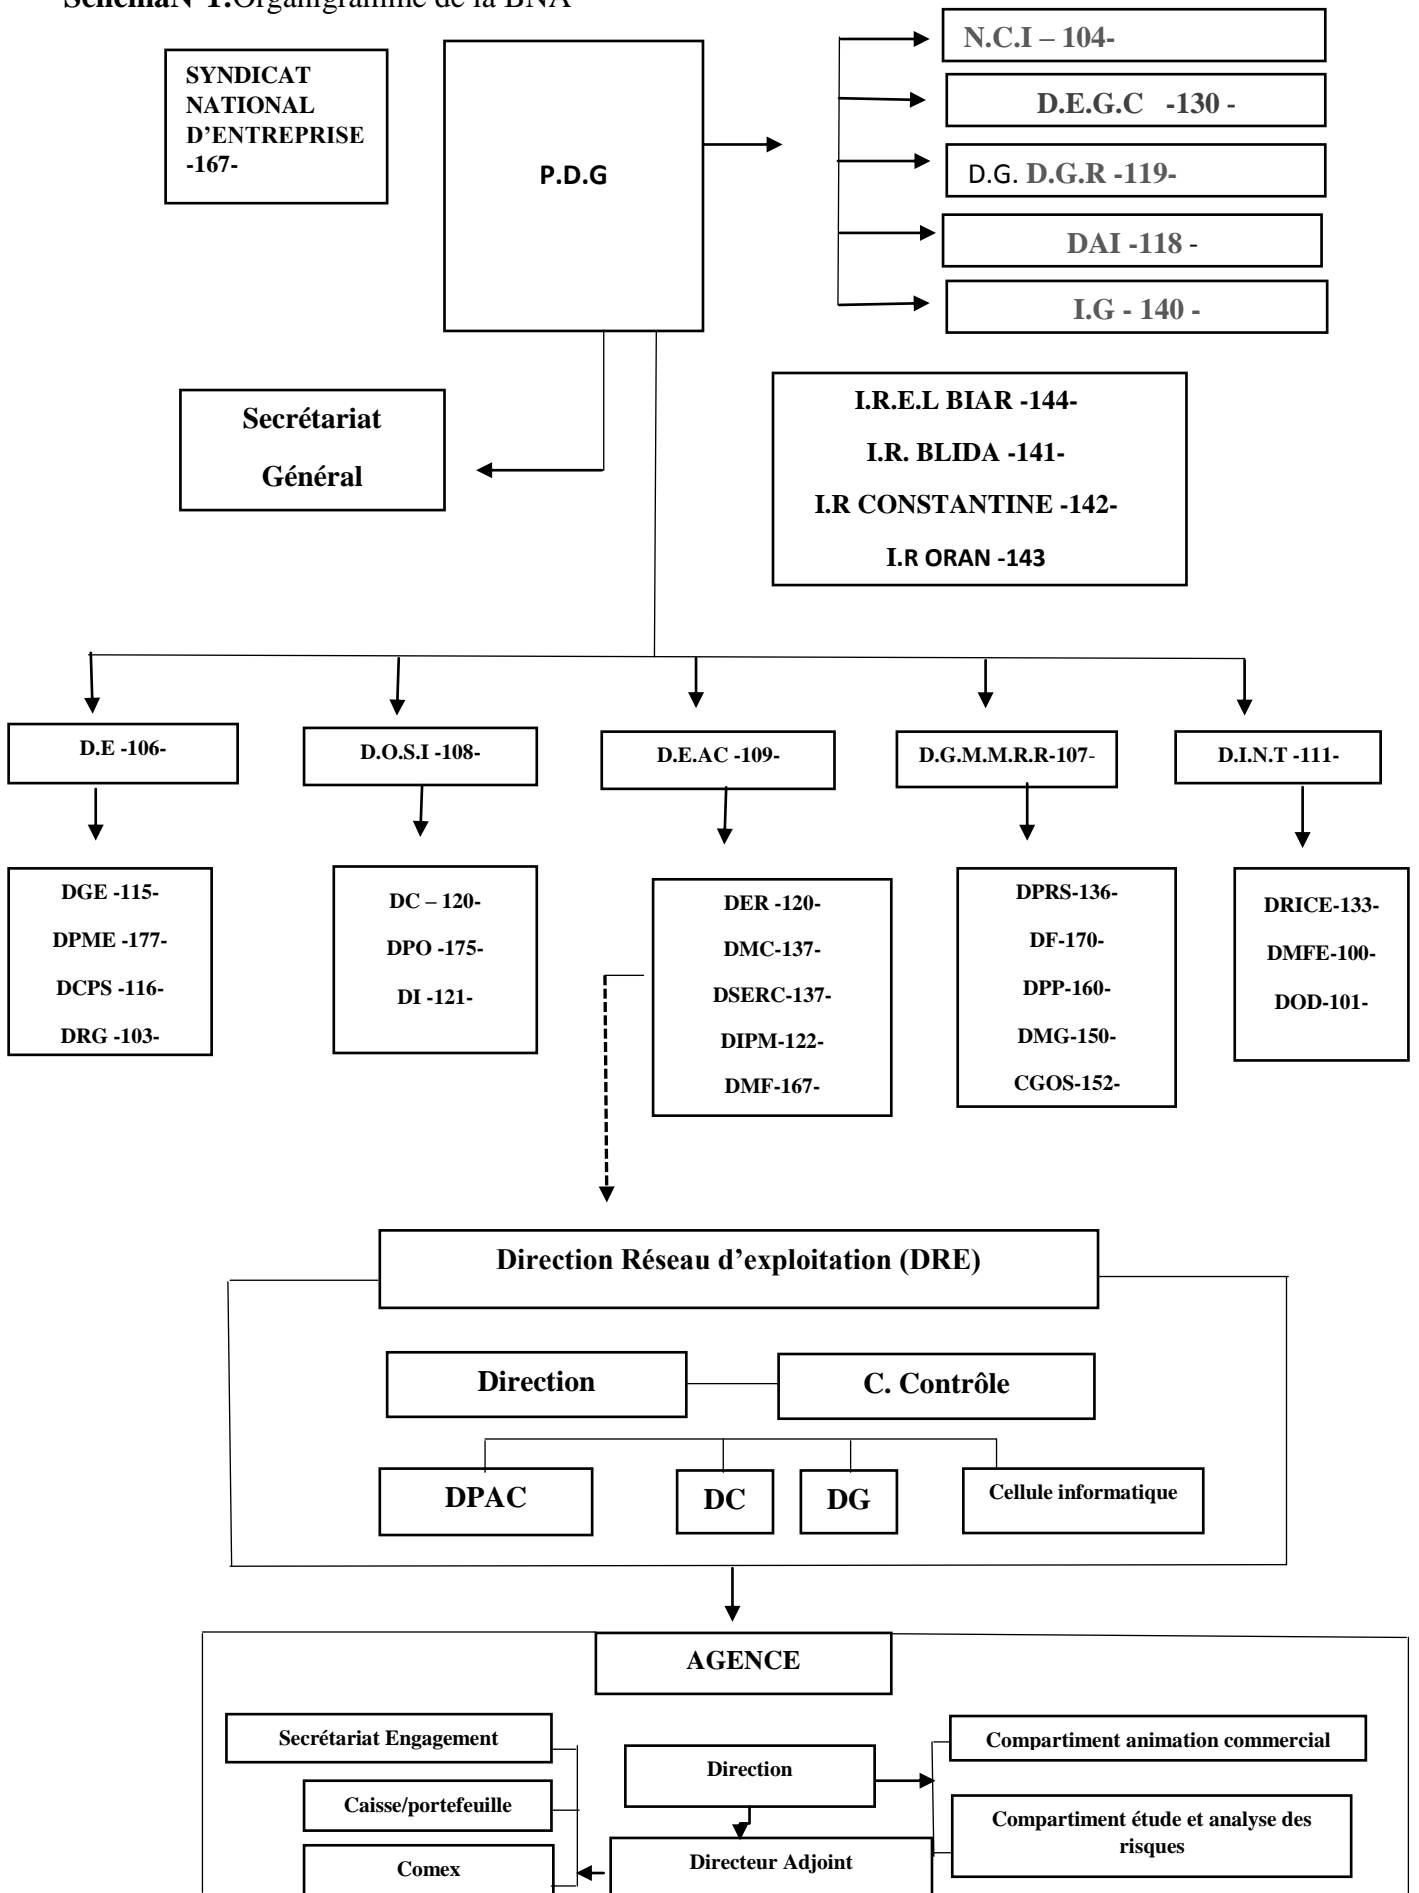 SchémaN°1:Organigramme de la BNA
SYNDICAT
NATIONAL
D'ENTREPRISE
-167-
P.D.G
N.C.I – 104-
D.E.G.C -130 -
D.G. D.G.R -119-
DAI -118 -
I.G - 140 -
Secrétariat
Général
I.R.E.L BIAR -144-
I.R. BLIDA -141-
I.R CONSTANTINE -142-
I.R ORAN -143
D.E -106-
D.O.S.I -108-
D.E.AC -109-
D.G.M.M.R.R-107-
D.I.N.T -111-
DGE -115-
DPME -177-
DCPS -116-
DRG -103-
DC – 120-
DPO -175-
DI -121-
DER -120-
DMC-137-
DSERC-137-
DIPM-122-
DMF-167-
DPRS-136-
DF-170-
DPP-160-
DMG-150-
CGOS-152-
DRICE-133-
DMFE-100-
DOD-101-
Direction Réseau d'exploitation (DRE)
Direction
C. Contrôle
DPAC
DC
DG
Cellule informatique
AGENCE
Secrétariat Engagement
Caisse/portefeuille
Comex
Direction
Directeur Adjoint
Compartiment animation commercial
Compartiment étude et analyse des
risques